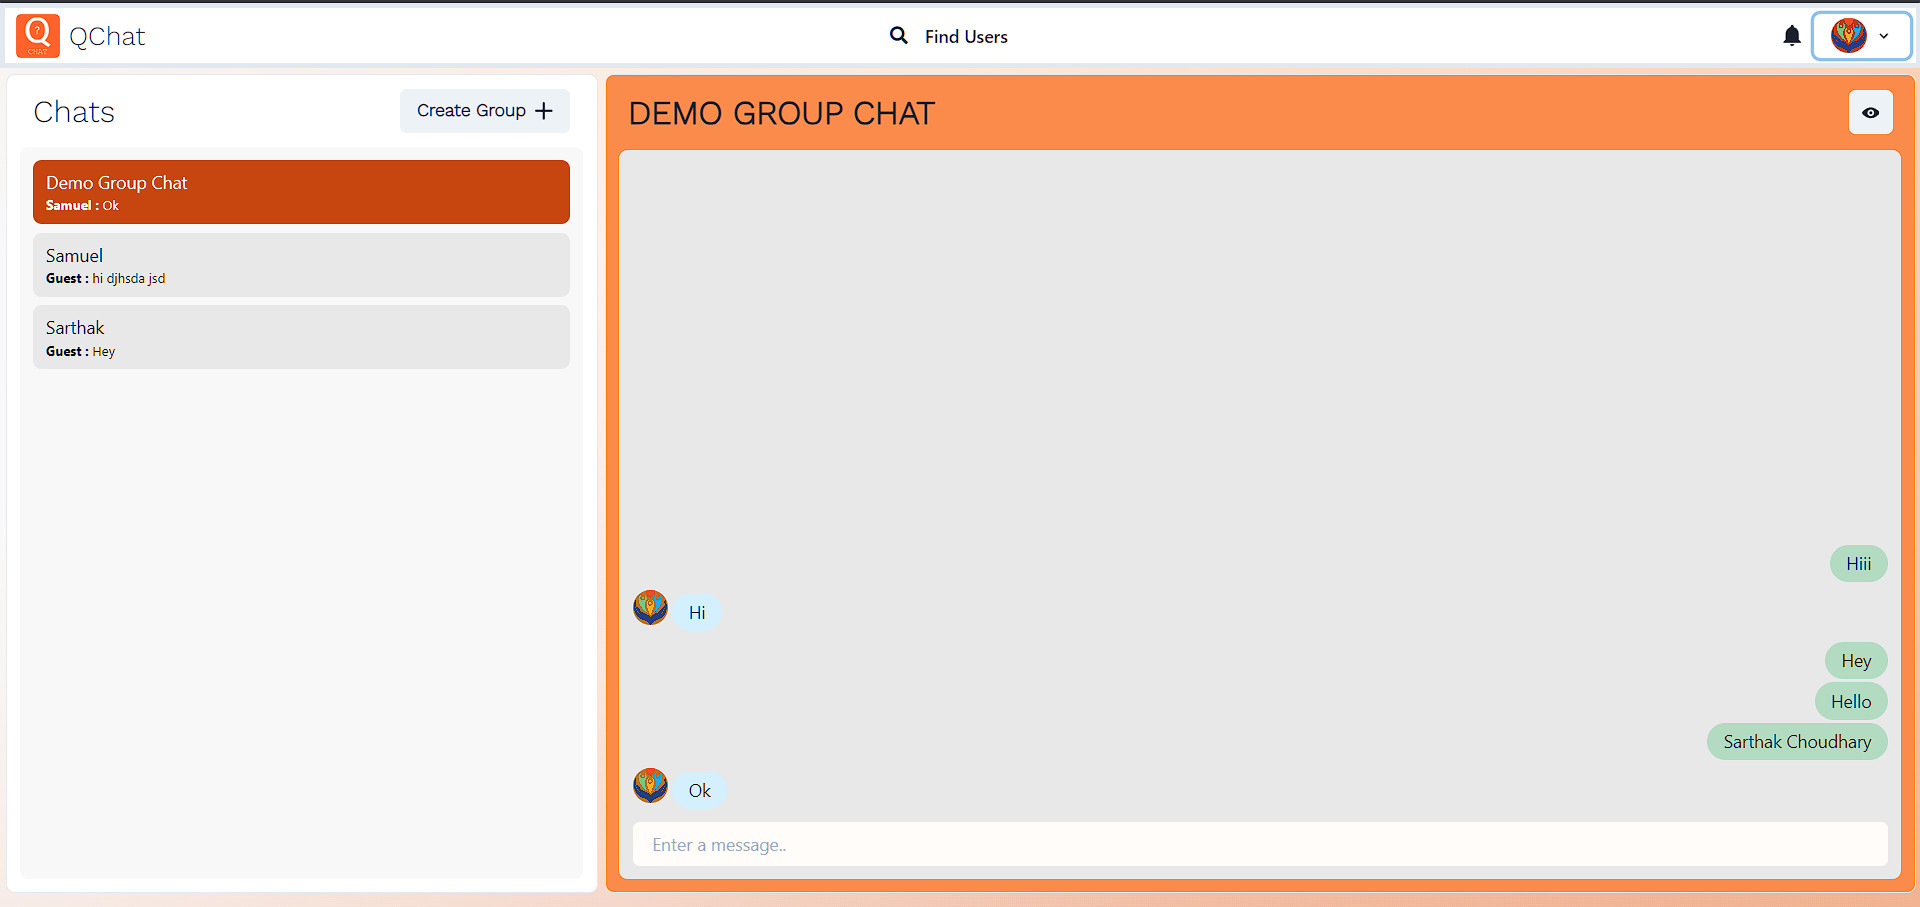 Q
?
CHAT
QChat
Find Users
Chats
Create Group
Demo Group Chat
Samuel : Ok
Samuel
Guest : hi djhsda jsd
Sarthak
Guest : Hey
DEMO GROUP CHAT
Hiii
Hi
Hey
Hello
Sarthak Choudhary
Ok
Enter a message..